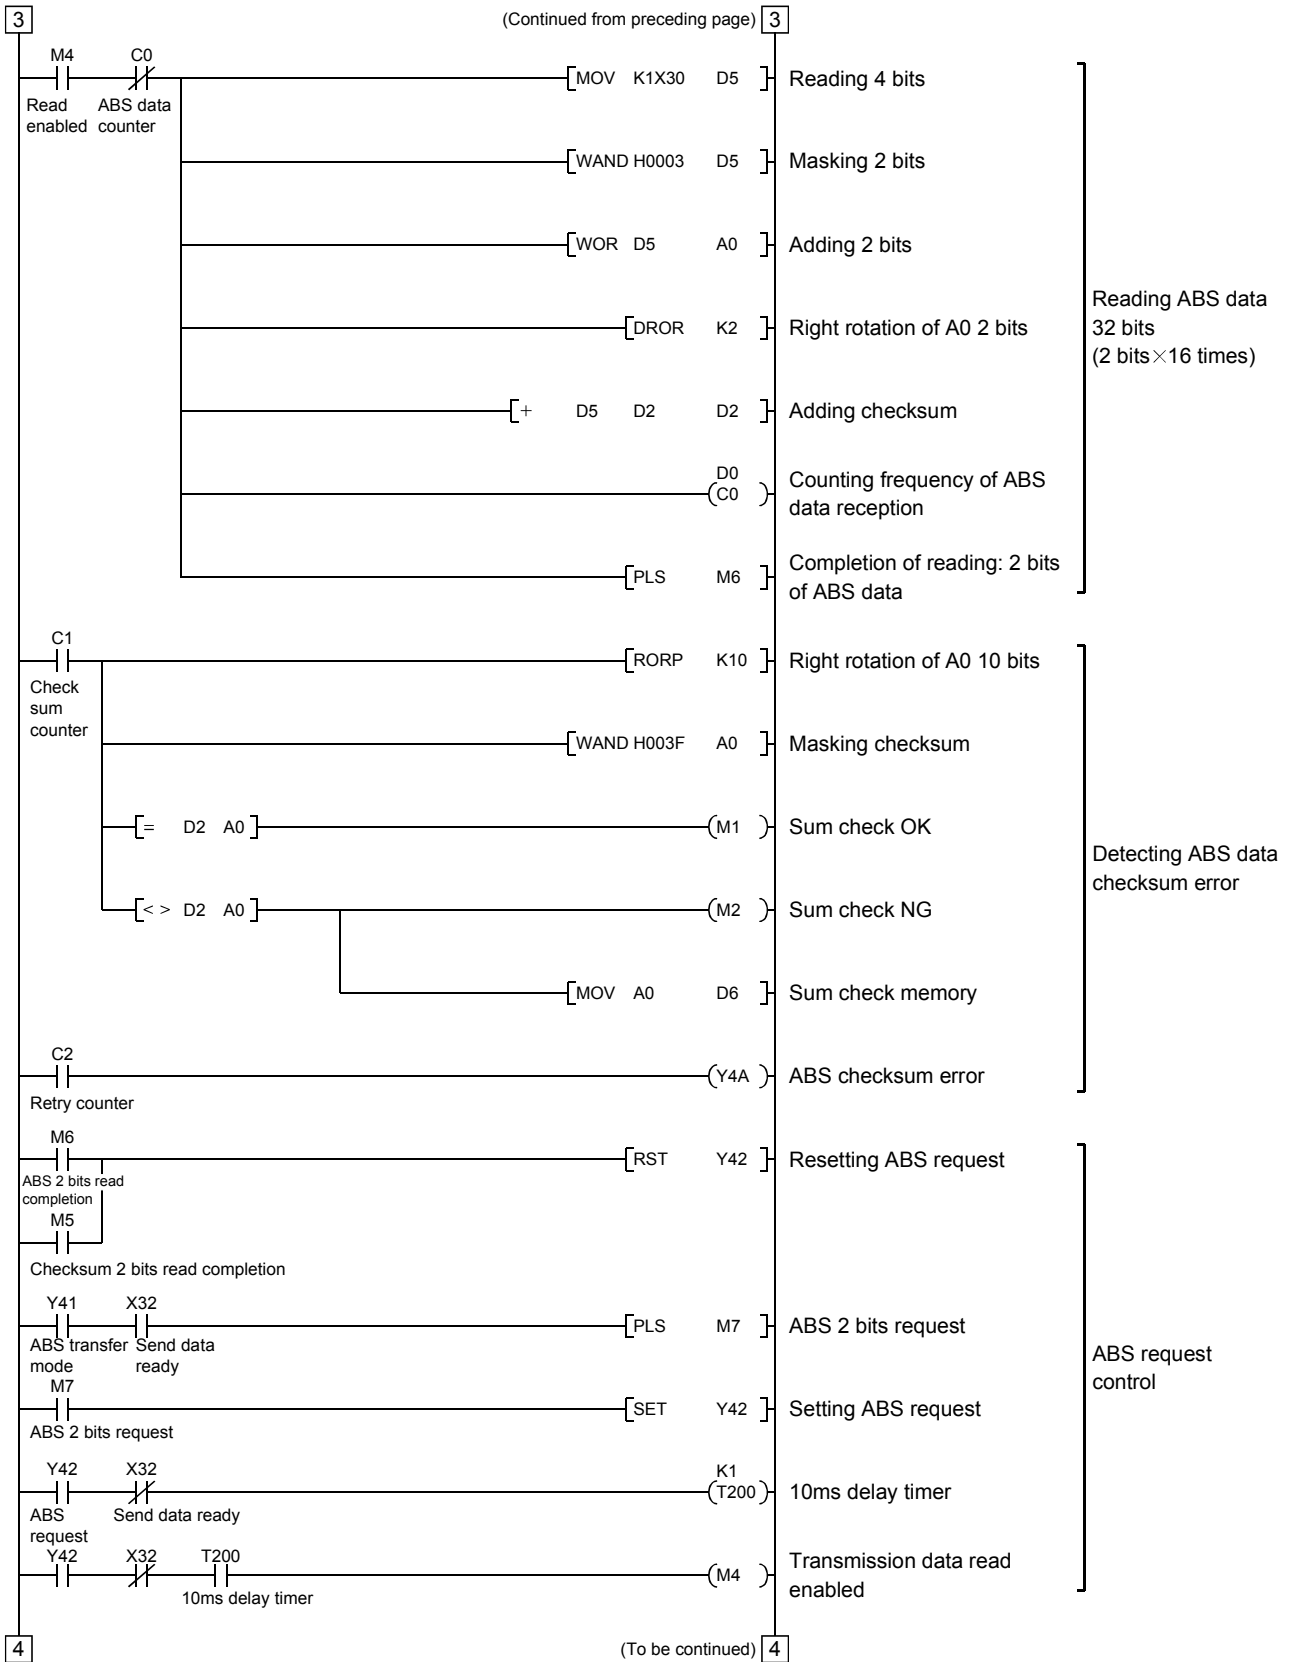 3 (Continued from preceding page) 3
M4 C0
MOV K1X30 D5 Reading 4 bits
Read enabled ABS data counter
WAND H0003 D5 Masking 2 bits
WOR D5 A0 Adding 2 bits
Reading ABS data
32 bits
(2 bits×16 times)
DROR K2 Right rotation of A0 2 bits
+ D5 D2 D2 Adding checksum
D0
C0 Counting frequency of ABS
data reception
PLS M6 Completion of reading: 2 bits
of ABS data
C1
RORP K10 Right rotation of A0 10 bits
Check
sum
counter
WAND H003F A0 Masking checksum
= D2 A0 M1 Sum check OK
Detecting ABS data
checksum error
< > D2 A0 M2 Sum check NG
MOV A0 D6 Sum check memory
C2
Y4A ABS checksum error
Retry counter
M6
RST Y42 Resetting ABS request
ABS 2 bits read
completion
M5
Checksum 2 bits read completion
Y41 X32
PLS M7 ABS 2 bits request
ABS transfer Send data
mode ready
ABS request
control
M7
SET Y42 Setting ABS request
ABS 2 bits request
Y42 X32 K1
T200 10ms delay timer
ABS Send data ready
request
Y42 X32 T200
M4 Transmission data read
enabled
10ms delay timer
4 (To be continued) 4